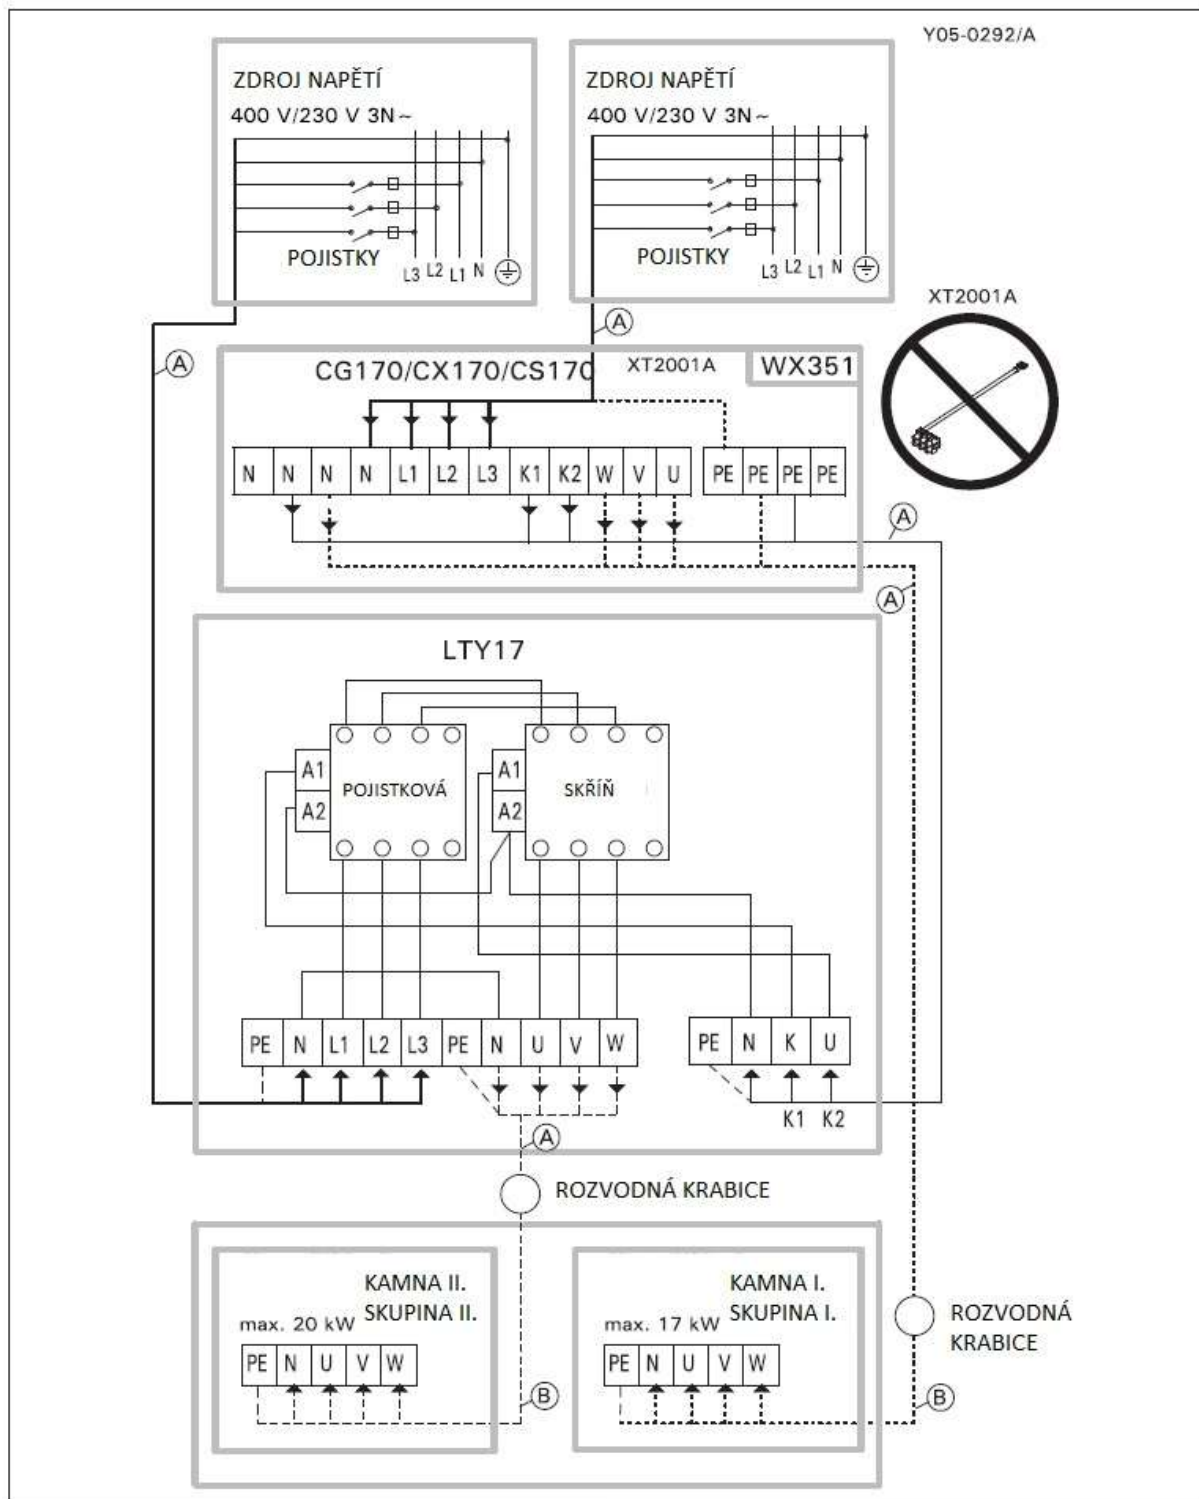 Y05-0292/A
ZDROJ NAPĚTÍ
400 V/230 V 3N~
POJISTKY
L3 L2 L1 N
ZDROJ NAPĚTÍ
400 V/230 V 3N~
POJISTKY
L3 L2 L1 N
XT2001A
A
A
CG170/CX170/CS170
XT2001A
WX351
N N N N L1 L2 L3 K1 K2 W V U
PE PE PE PE
A
A
LTY17
A1
A2
POJISTKOVÁ
A1
A2
SKŘÍŇ
PE N L1 L2 L3 PE N U V W
PE N K U
K1 K2
A
ROZVODNÁ KRABICE
KAMNA II.
SKUPINA II.
max. 20 kW
PE N U V W
B
KAMNA I.
SKUPINA I.
max. 17 kW
PE N U V W
ROZVODNÁ
KRABICE
B